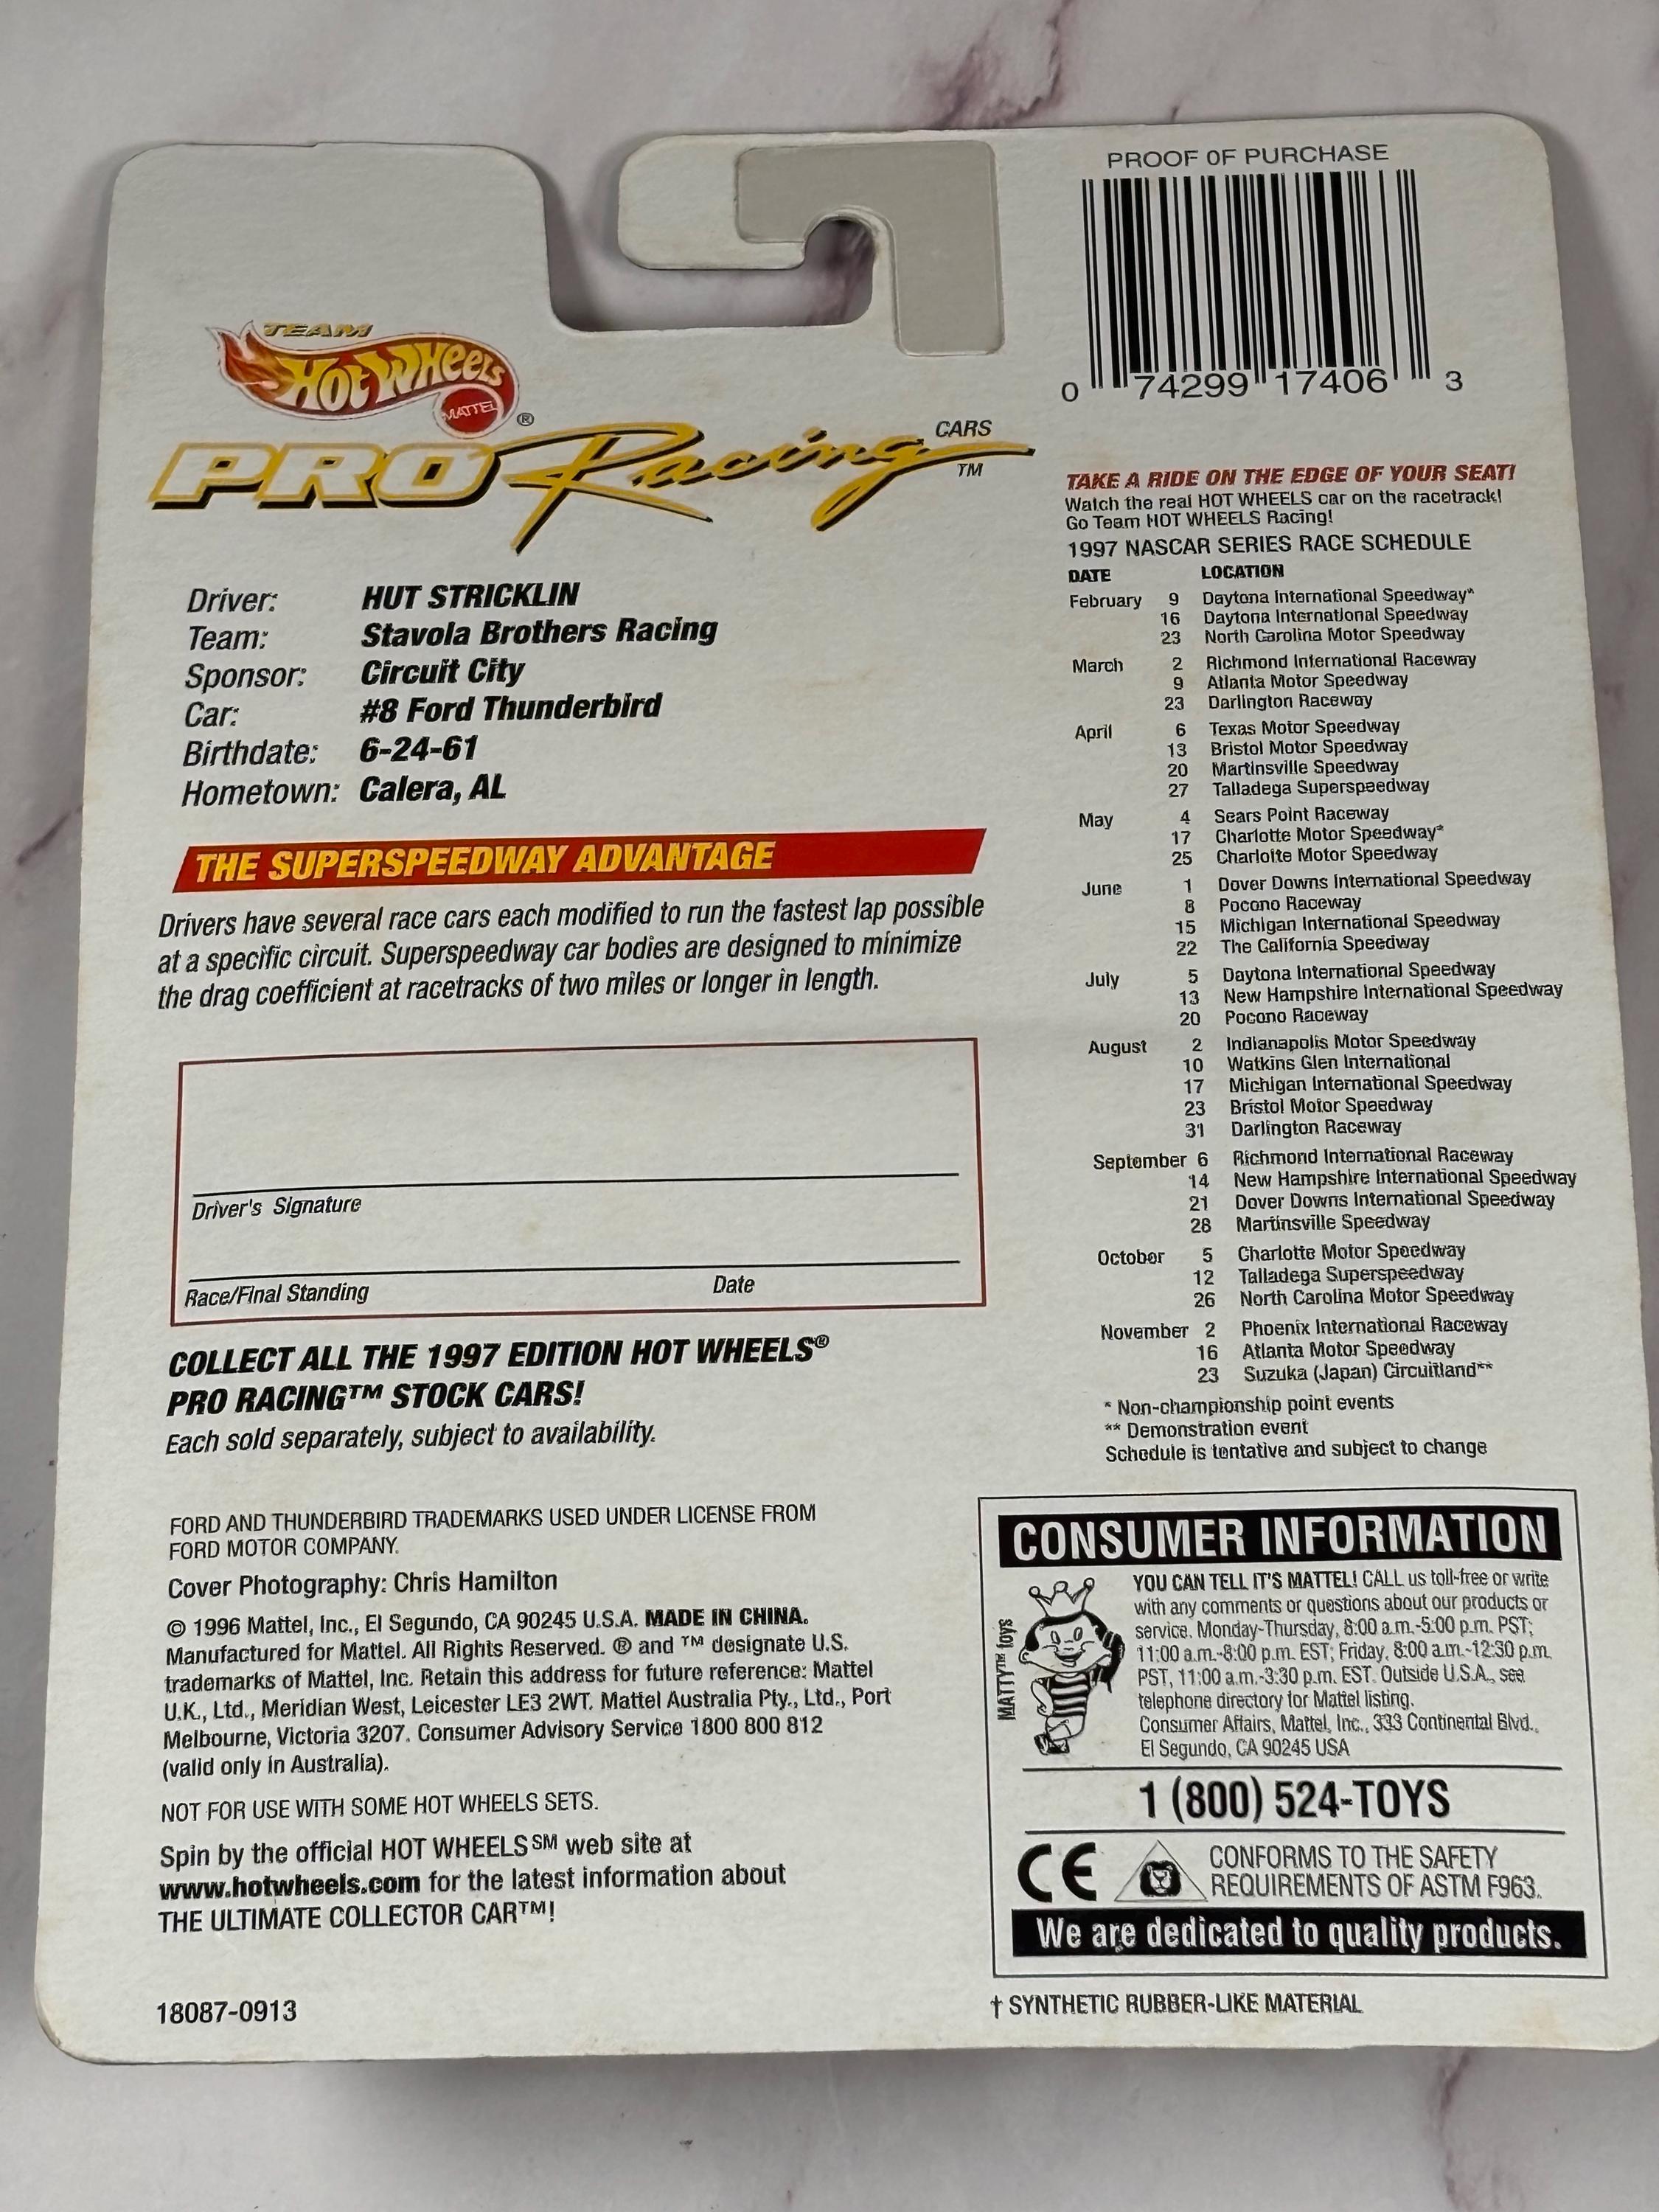 PROOF OF PURCHASE
0 74299 17406 3
TEAM
Hot Wheels
MATTEL
®
PRO Racing CARS
TM
Driver: HUT STRICKLIN
Team: Stavola Brothers Racing
Sponsor: Circuit City
Car: #8 Ford Thunderbird
Birthdate: 6-24-61
Hometown: Calera, AL
THE SUPERSPEEDWAY ADVANTAGE
Drivers have several race cars each modified to run the fastest lap possible
at a specific circuit. Superspeedway car bodies are designed to minimize
the drag coefficient at racetracks of two miles or longer in length.
Driver's Signature
Race/Final Standing Date
COLLECT ALL THE 1997 EDITION HOT WHEELS®
PRO RACING™ STOCK CARS!
Each sold separately, subject to availability.
FORD AND THUNDERBIRD TRADEMARKS USED UNDER LICENSE FROM
FORD MOTOR COMPANY.
Cover Photography: Chris Hamilton
© 1996 Mattel, Inc., El Segundo, CA 90245 U.S.A. MADE IN CHINA.
Manufactured for Mattel. All Rights Reserved. ® and ™ designate U.S.
trademarks of Mattel, Inc. Retain this address for future reference: Mattel
U.K., Ltd., Meridian West, Leicester LE3 2WT. Mattel Australia Pty., Ltd., Port
Melbourne, Victoria 3207. Consumer Advisory Service 1800 800 812
(valid only in Australia).
NOT FOR USE WITH SOME HOT WHEELS SETS.
Spin by the official HOT WHEELS℠ web site at
www.hotwheels.com for the latest information about
THE ULTIMATE COLLECTOR CAR™!
18087-0913
TAKE A RIDE ON THE EDGE OF YOUR SEAT!
Watch the real HOT WHEELS car on the racetrack!
Go Team HOT WHEELS Racing!
1997 NASCAR SERIES RACE SCHEDULE
DATE LOCATION
February 9 Daytona International Speedway*
16 Daytona International Speedway
23 North Carolina Motor Speedway
March 2 Richmond International Raceway
9 Atlanta Motor Speedway
23 Darlington Raceway
April 6 Texas Motor Speedway
13 Bristol Motor Speedway
20 Martinsville Speedway
27 Talladega Superspeedway
May 4 Sears Point Raceway
17 Charlotte Motor Speedway*
25 Charlotte Motor Speedway
June 1 Dover Downs International Speedway
8 Pocono Raceway
15 Michigan International Speedway
22 The California Speedway
July 5 Daytona International Speedway
13 New Hampshire International Speedway
20 Pocono Raceway
August 2 Indianapolis Motor Speedway
10 Watkins Glen International
17 Michigan International Speedway
23 Bristol Motor Speedway
31 Darlington Raceway
September 6 Richmond International Raceway
14 New Hampshire International Speedway
21 Dover Downs International Speedway
28 Martinsville Speedway
October 5 Charlotte Motor Speedway
12 Talladega Superspeedway
26 North Carolina Motor Speedway
November 2 Phoenix International Raceway
16 Atlanta Motor Speedway
23 Suzuka (Japan) Circuitland**
* Non-championship point events
** Demonstration event
Schedule is tentative and subject to change
CONSUMER INFORMATION
MATTY™ toys
YOU CAN TELL IT'S MATTEL! CALL us toll-free or write
with any comments or questions about our products or
service, Monday-Thursday, 8:00 a.m.-5:00 p.m. PST;
11:00 a.m.-8:00 p.m. EST; Friday, 8:00 a.m.-12:30 p.m.
PST, 11:00 a.m.-3:30 p.m. EST. Outside U.S.A., see
telephone directory for Mattel listing.
Consumer Affairs, Mattel, Inc., 333 Continental Blvd.,
El Segundo, CA 90245 USA
1 (800) 524-TOYS
CE
CONFORMS TO THE SAFETY
REQUIREMENTS OF ASTM F963.
We are dedicated to quality products.
† SYNTHETIC RUBBER-LIKE MATERIAL